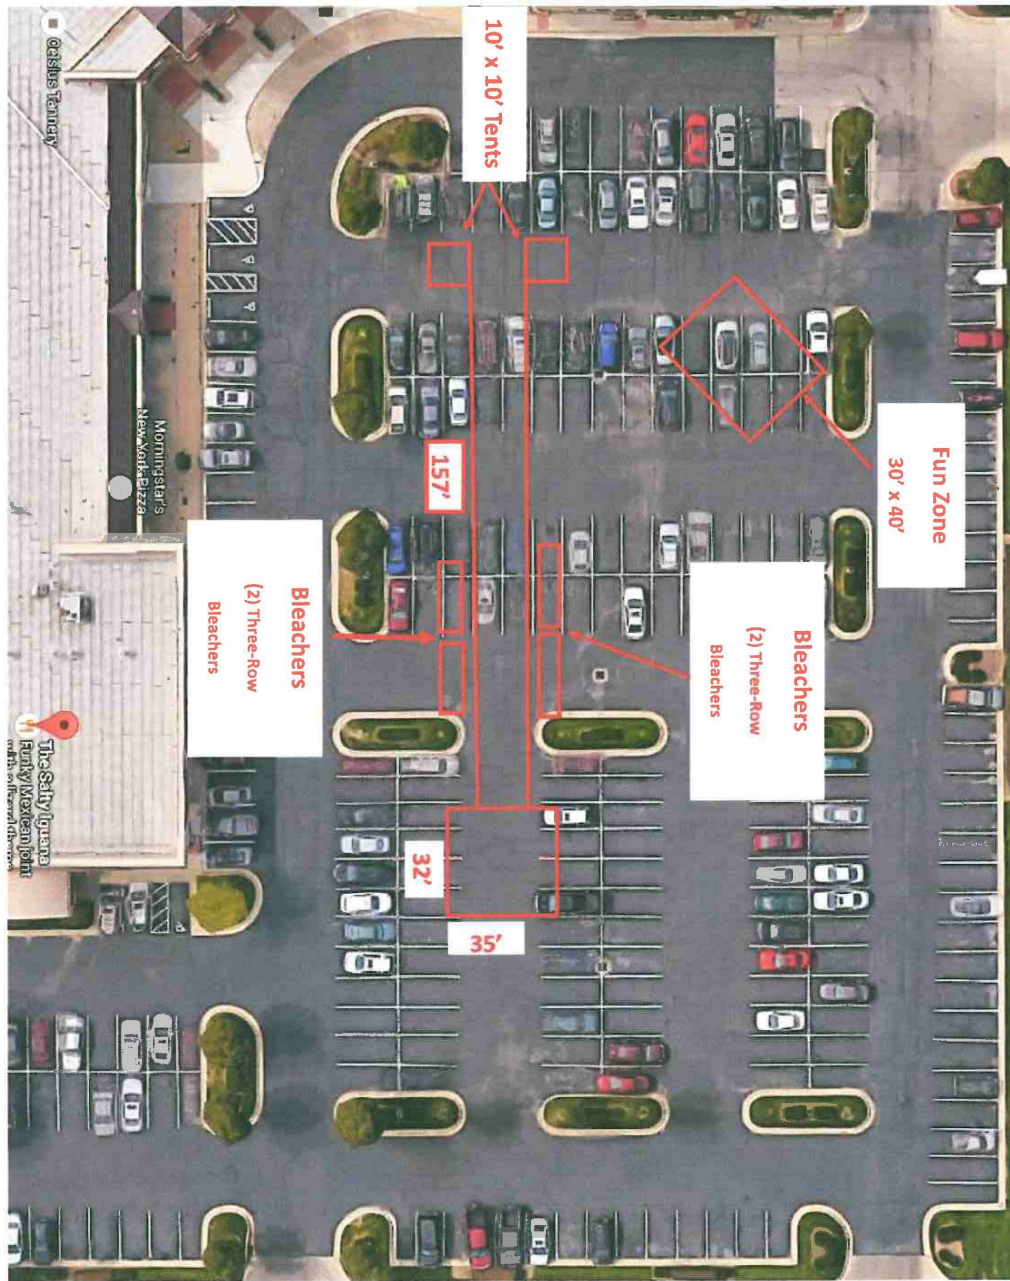 10' x 10' Tents
Fun Zone
30' x 40'
157'
Bleachers
(2) Three-Row
Bleachers
Bleachers
(2) Three-Row
Bleachers
32'
35'
Celsius Tannery
Morningstar's
New York Pizza
The Salty Iguana
Funky Mexican joint